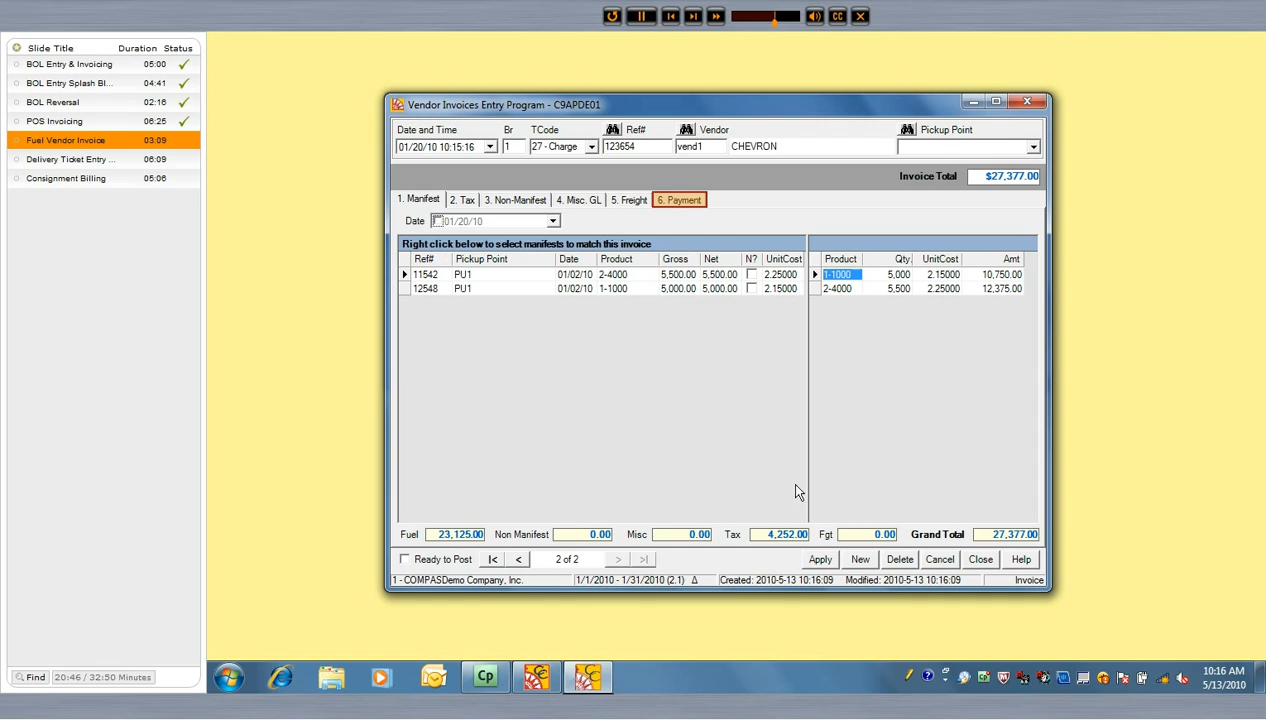 CC
Slide Title Duration Status
BOL Entry & Invoicing 05:00
BOL Entry Splash Bl... 04:41
BOL Reversal 02:16
POS Invoicing 06:25
Fuel Vendor Invoice 03:09
Delivery Ticket Entry ... 06:09
Consignment Billing 05:06
Vendor Invoices Entry Program - C9APDE01
Date and Time Br TCode Ref# Vendor Pickup Point
01/20/10 10:15:16 1 27 - Charge 123654 vend1 CHEVRON
Invoice Total $27,377.00
1. Manifest 2. Tax 3. Non-Manifest 4. Misc. GL 5. Freight 6. Payment
Date 01/20/10
Right click below to select manifests to match this invoice
Ref# Pickup Point Date Product Gross Net N? UnitCost Product Qty. UnitCost Amt
11542 PU1 01/02/10 2-4000 5,500.00 5,500.00 2.25000 1-1000 5,000 2.15000 10,750.00
12548 PU1 01/02/10 1-1000 5,000.00 5,000.00 2.15000 2-4000 5,500 2.25000 12,375.00
Fuel 23,125.00 Non Manifest 0.00 Misc 0.00 Tax 4,252.00 Fgt 0.00 Grand Total 27,377.00
Ready to Post |< < 2 of 2 > >| Apply New Delete Cancel Close Help
1 - COMPASDemo Company, Inc. 1/1/2010 - 1/31/2010 (2.1) Δ Created: 2010-5-13 10:16:09 Modified: 2010-5-13 10:16:09 Invoice
Find 20:46 / 32:50 Minutes
Cp
10:16 AM
5/13/2010